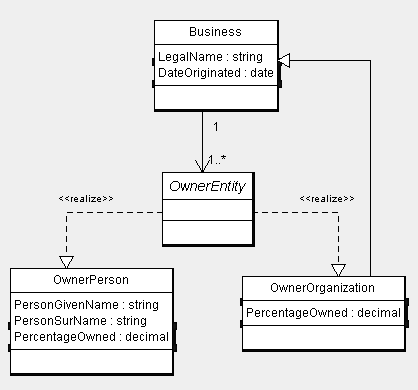 Business
LegalName : string
DateOriginated : date
1
1..*
OwnerEntity
<<realize>>
<<realize>>
OwnerPerson
PersonGivenName : string
PersonSurName : string
PercentageOwned : decimal
OwnerOrganization
PercentageOwned : decimal